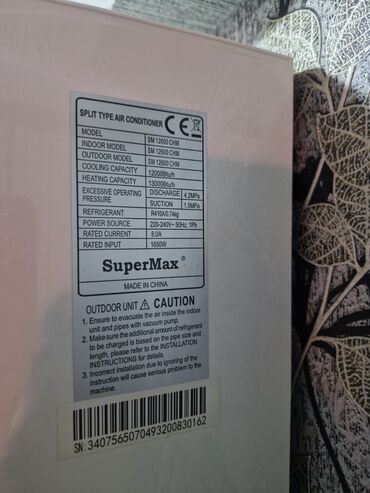 SPLIT TYPE AIR CONDITIONER CE
MODEL SM 12600 CHM
INDOOR MODEL SM 12600 CHM
OUTDOOR MODEL SM 12600 CHM
COOLING CAPACITY 12000Btu/h
HEATING CAPACITY 13000Btu/h
EXCESSIVE OPERATING PRESSURE DISCHARGE 4.2MPa
SUCTION 1.5MPa
REFRIGERANT R410A/0.74kg
POWER SOURCE 220-240V~ 50Hz, 1Ph
RATED CURRENT 8.0A
RATED INPUT 1650W
SuperMax®
MADE IN CHINA
OUTDOOR UNIT ⚠ CAUTION
1. Ensure to evacuate the air inside the indoor
unit and pipes with vacuum pump.
2. Make sure the additional amount of refrigerant
to be charged is based on the pipe size and
length, please refer to the INSTALLATION
INSTRUCTIONS for details.
3. Incorrect installation due to ignoring of the
instruction will cause serious problem to the
machine.
SN. 3407565070493200830162